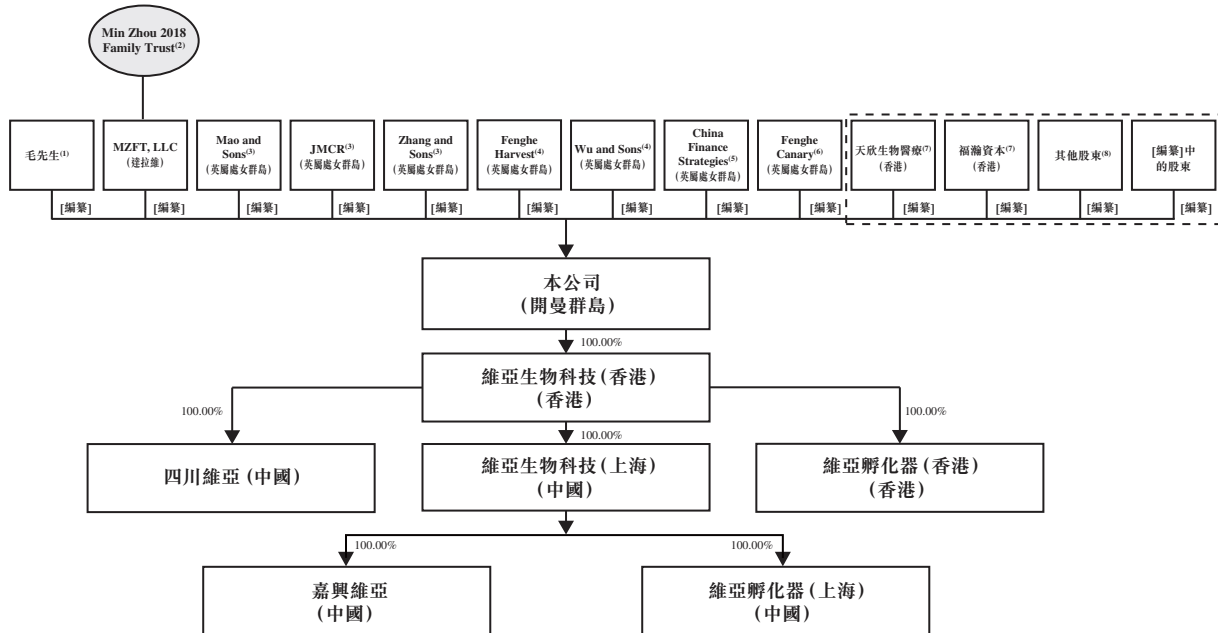 Min Zhou 2018
Family Trust(2)
毛先生(1)
MZFT, LLC
(達拉維)
Mao and
Sons(3)
(英屬處女群島)
JMCR(3)
(英屬處女群島)
Zhang and
Sons(3)
(英屬處女群島)
Fenghe
Harvest(4)
(英屬處女群島)
Wu and Sons(4)
(英屬處女群島)
China
Finance
Strategies(5)
(英屬處女群島)
Fenghe
Canary(6)
(英屬處女群島)
天欣生物醫療(7)
(香港)
福瀚資本(7)
(香港)
其他股東(8)
[編纂]中
的股東
[編纂]
[編纂]
[編纂]
[編纂]
[編纂]
[編纂]
[編纂]
[編纂]
[編纂]
[編纂]
[編纂]
[編纂]
[編纂]
本公司
(開曼群島)
100.00%
維亞生物科技(香港)
(香港)
100.00%
100.00%
100.00%
四川維亞(中國)
維亞生物科技(上海)
(中國)
維亞孵化器(香港)
(香港)
100.00%
100.00%
嘉興維亞
(中國)
維亞孵化器(上海)
(中國)